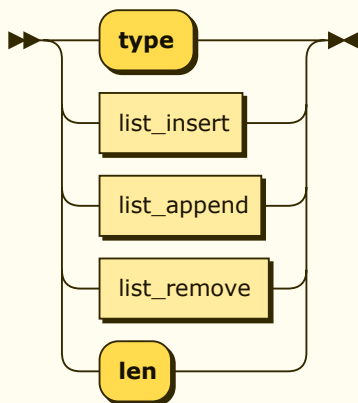 type
list_insert
list_append
list_remove
len